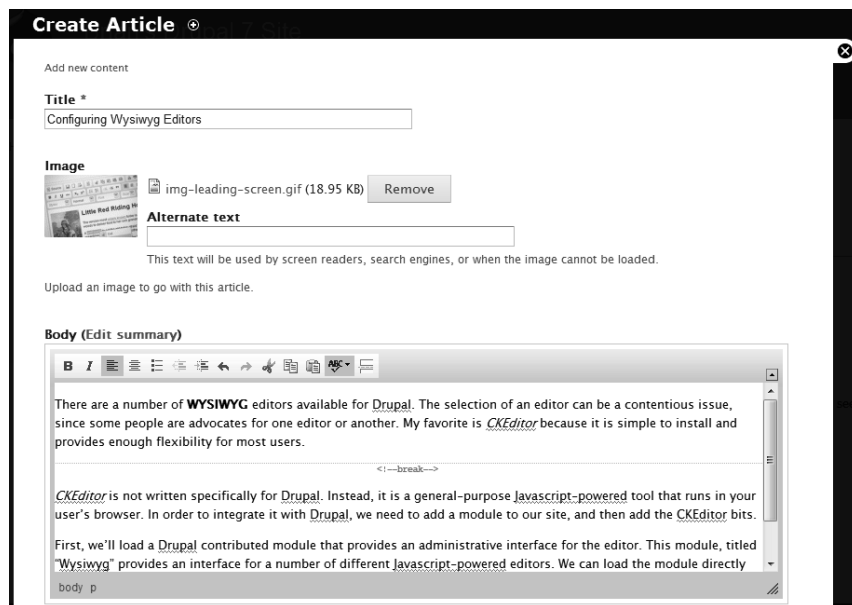 Create Article
Add new content
Title *
Configuring Wysiwyg Editors
Image
img-leading-screen.gif (18.95 KB) Remove
Alternate text
This text will be used by screen readers, search engines, or when the image cannot be loaded.
Upload an image to go with this article.
Body (Edit summary)
B I ABC
There are a number of WYSIWYG editors available for Drupal. The selection of an editor can be a contentious issue,
since some people are advocates for one editor or another. My favorite is CKEditor because it is simple to install and
provides enough flexibility for most users.
<!--break-->
CKEditor is not written specifically for Drupal. Instead, it is a general-purpose Javascript-powered tool that runs in your
user's browser. In order to integrate it with Drupal, we need to add a module to our site, and then add the CKEditor bits.
First, we'll load a Drupal contributed module that provides an administrative interface for the editor. This module, titled
"Wysiwyg" provides an interface for a number of different Javascript-powered editors. We can load the module directly
body p